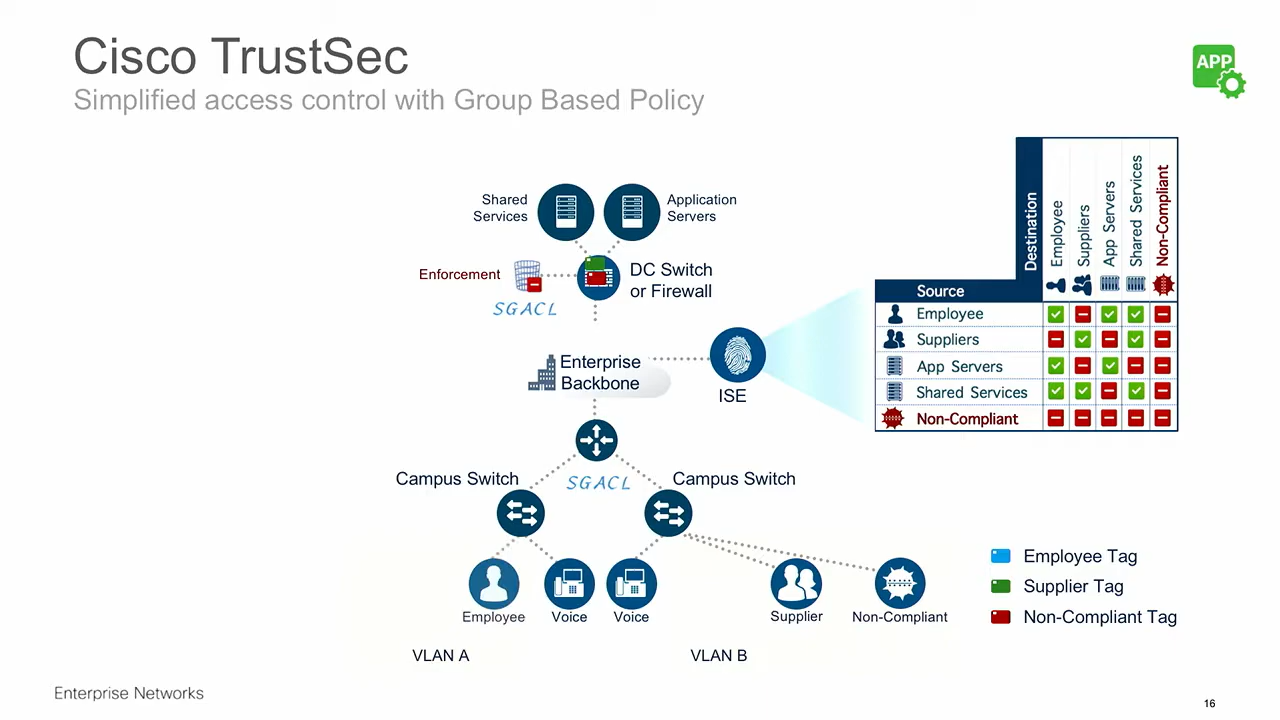 Cisco TrustSec
Simplified access control with Group Based Policy
APP
Shared
Services
Application
Servers
Enforcement
SGACL
DC Switch
or Firewall
Enterprise
Backbone
ISE
Destination
Employee
Suppliers
App Servers
Shared Services
Non-Compliant
Source
Employee
Suppliers
App Servers
Shared Services
Non-Compliant
Campus Switch
SGACL
Campus Switch
Employee
Voice
Voice
Supplier
Non-Compliant
VLAN A
VLAN B
Employee Tag
Supplier Tag
Non-Compliant Tag
Enterprise Networks
16